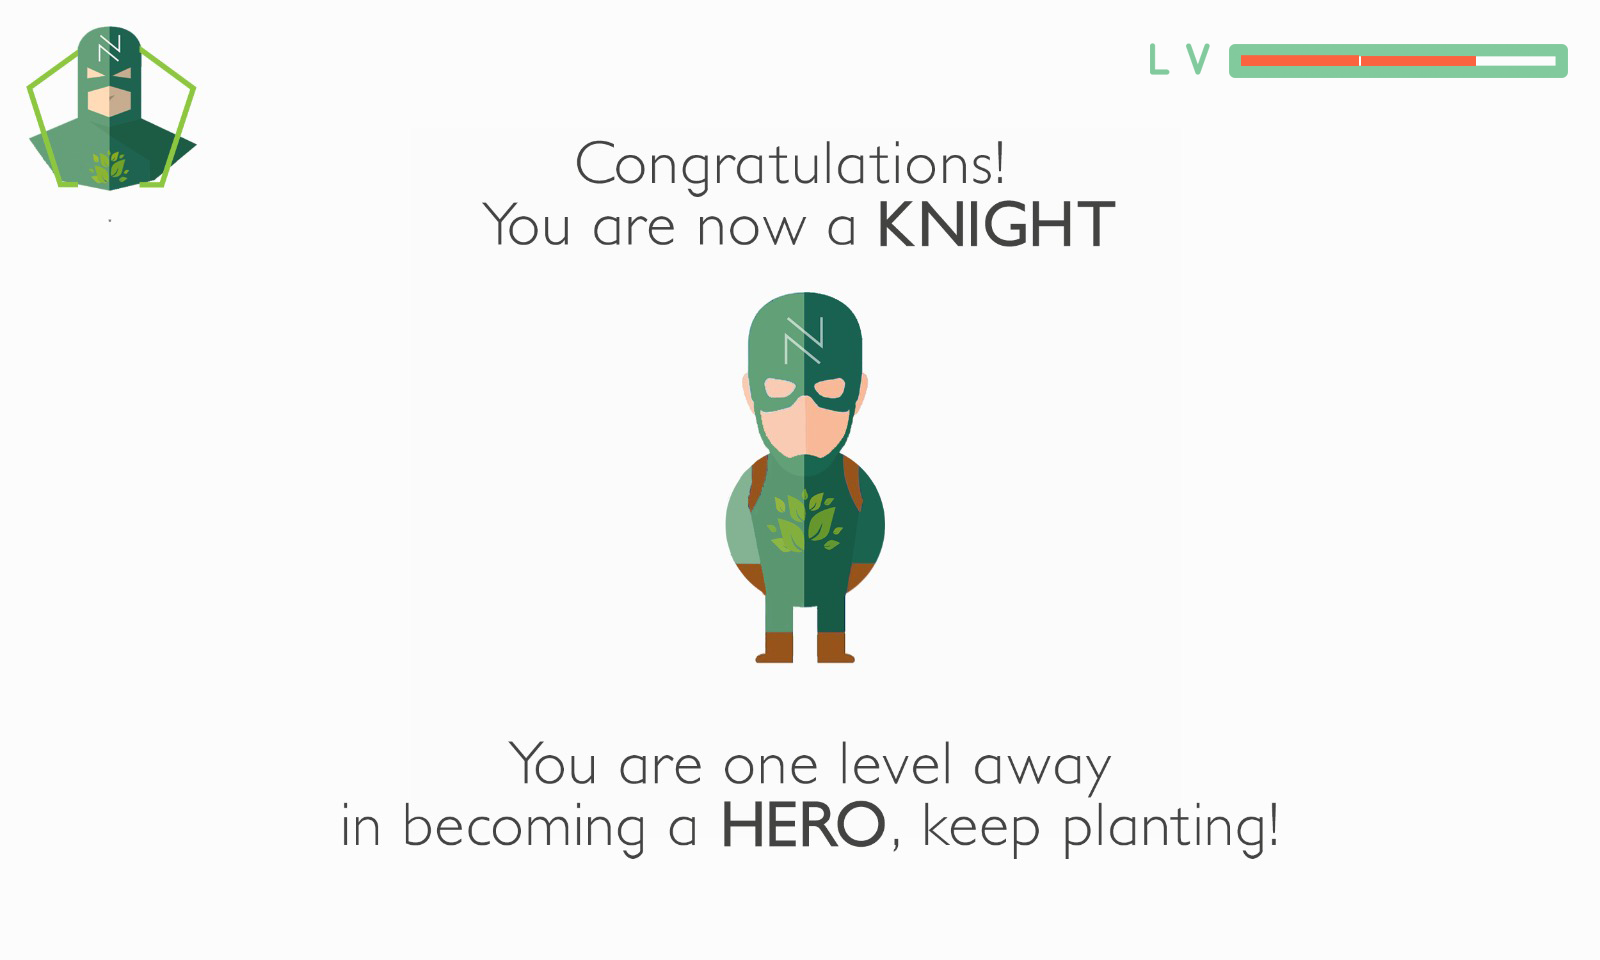 N
LV
Congratulations!
You are now a KNIGHT
N
You are one level away
in becoming a HERO, keep planting!